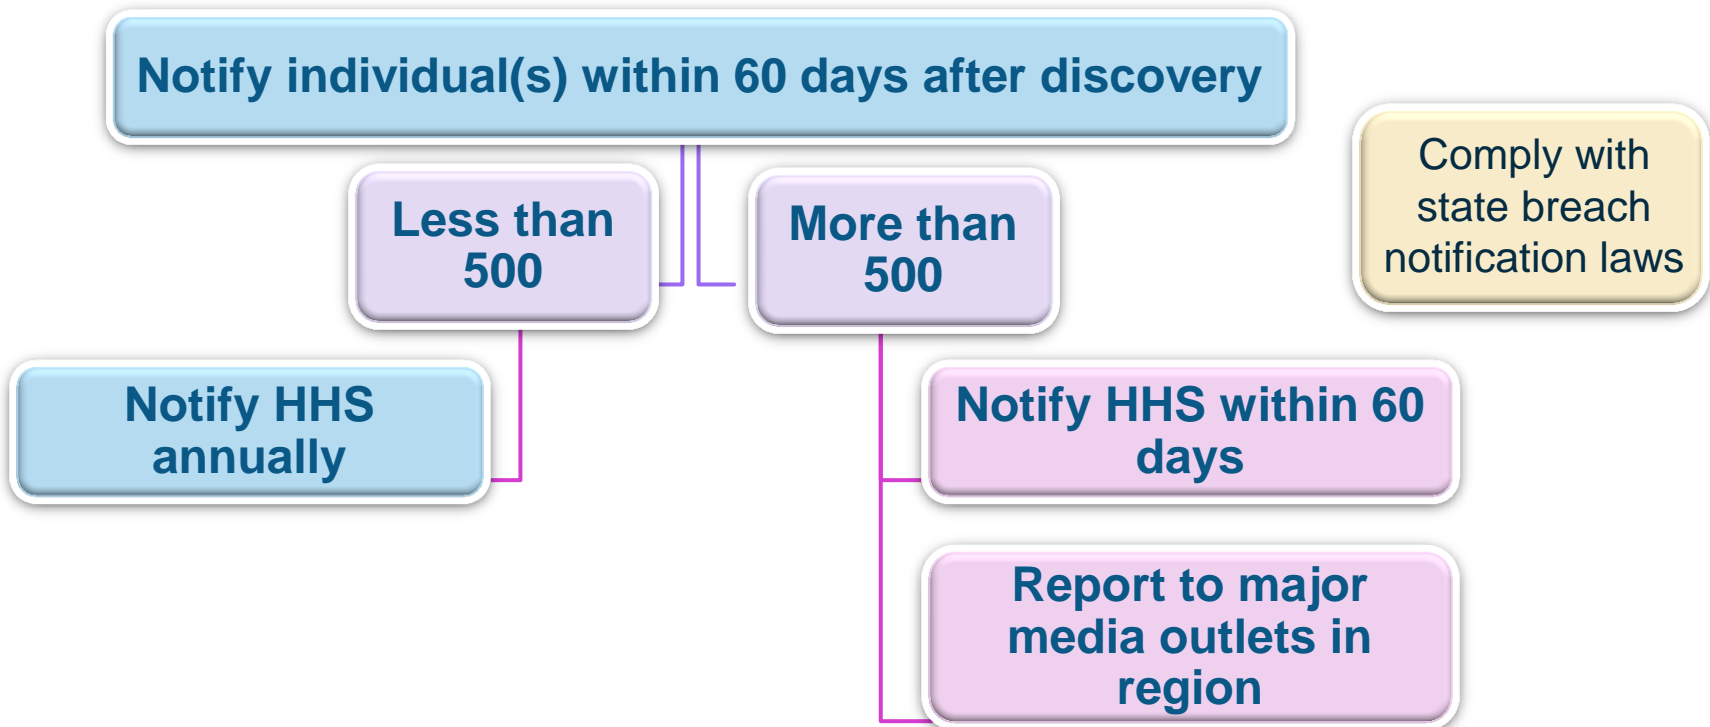 Notify individual(s) within 60 days after discovery
Comply with
state breach
notification laws
Less than
500
More than
500
Notify HHS
annually
Notify HHS within 60
days
Report to major
media outlets in
region